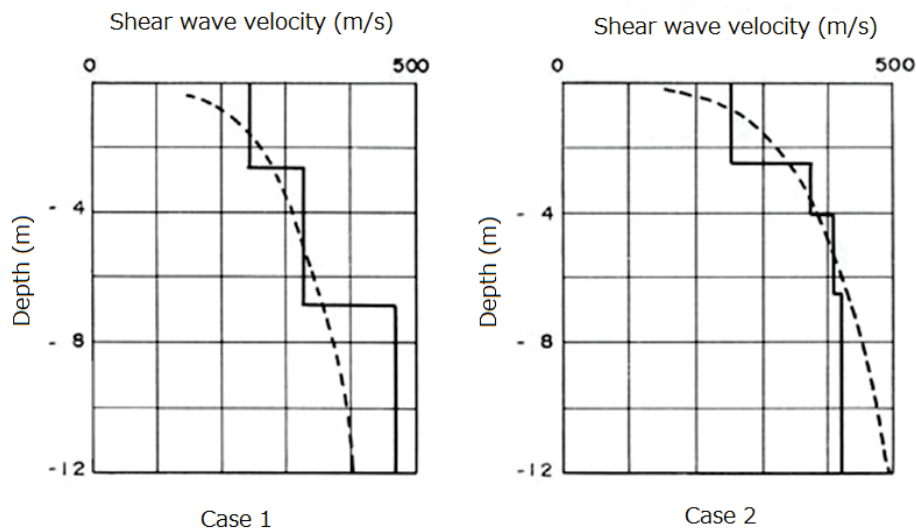 Shear wave velocity (m/s)
0 500
Depth (m)
- 4
- 8
-12
Case 1
Shear wave velocity (m/s)
0 500
Depth (m)
- 4
- 8
-12
Case 2